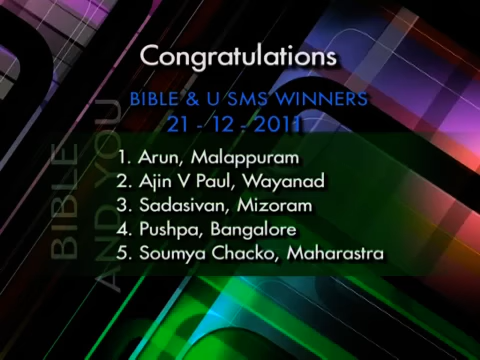 Congratulations
BIBLE & U SMS WINNERS
21 - 12 - 2011
1. Arun, Malappuram
2. Ajin V Paul, Wayanad
3. Sadasivan, Mizoram
4. Pushpa, Bangalore
5. Soumya Chacko, Maharastra
BIBLE
AND YOU